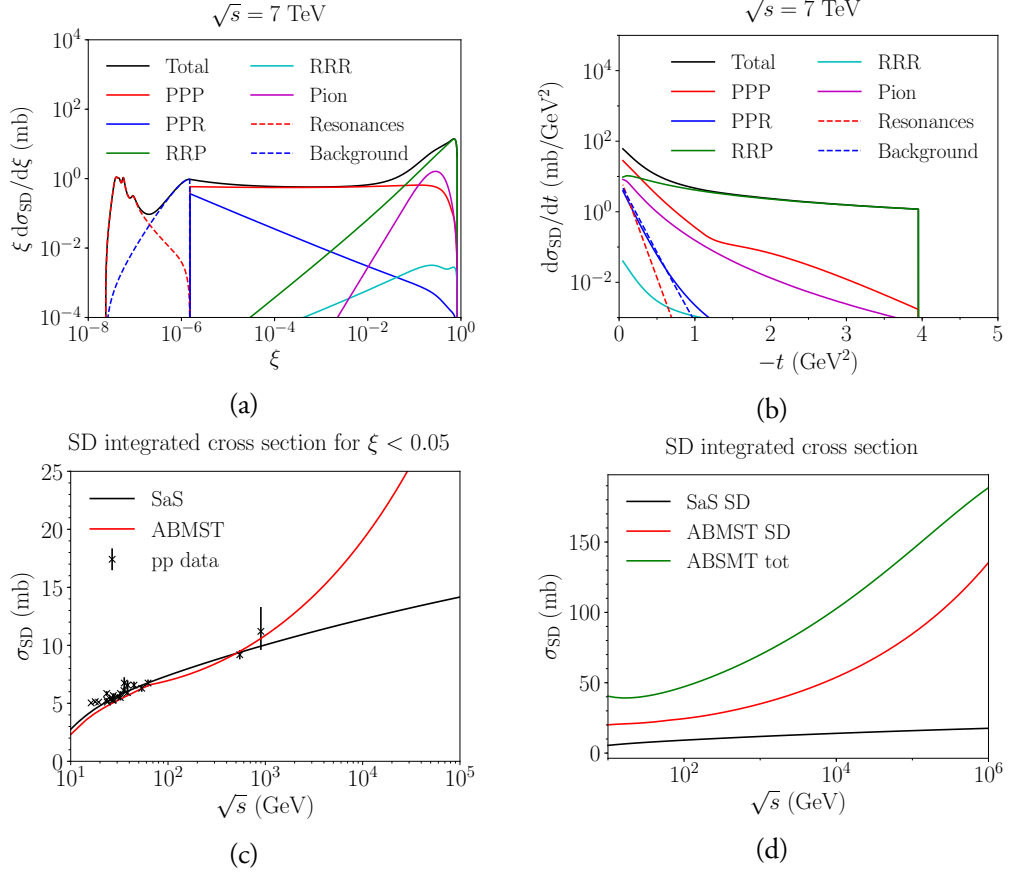 √s = 7 TeV
ξ dσ_SD/dξ (mb)
10^4
10^2
10^0
10^−2
10^−4
Total
PPP
PPR
RRP
RRR
Pion
Resonances
Background
10^−8 10^−6 10^−4 10^−2 10^0
ξ
(a)
√s = 7 TeV
dσ_SD/dt (mb/GeV^2)
10^4
10^2
10^0
10^−2
Total
PPP
PPR
RRP
RRR
Pion
Resonances
Background
0 1 2 3 4 5
−t (GeV^2)
(b)
SD integrated cross section for ξ < 0.05
σ_SD (mb)
25
20
15
10
5
0
SaS
ABMST
pp data
10^1 10^2 10^3 10^4 10^5
√s (GeV)
(c)
SD integrated cross section
σ_SD (mb)
150
100
50
0
SaS SD
ABMST SD
ABSMT tot
10^2 10^4 10^6
√s (GeV)
(d)